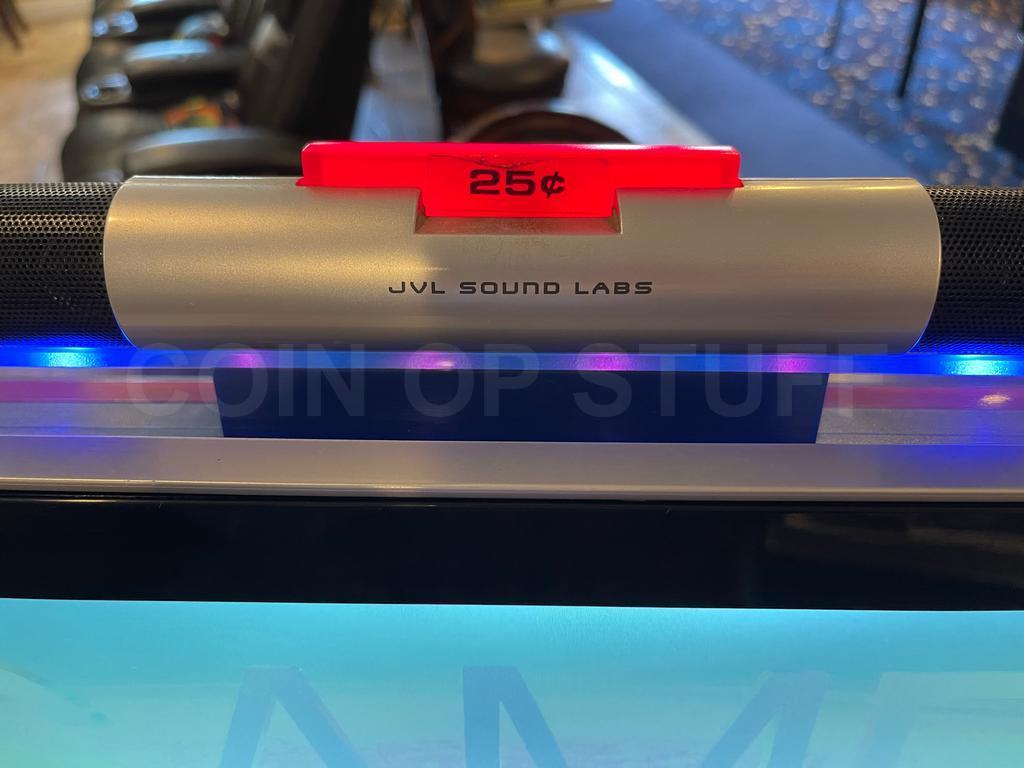 25¢
JVL SOUND LABS
COIN OP STUFF